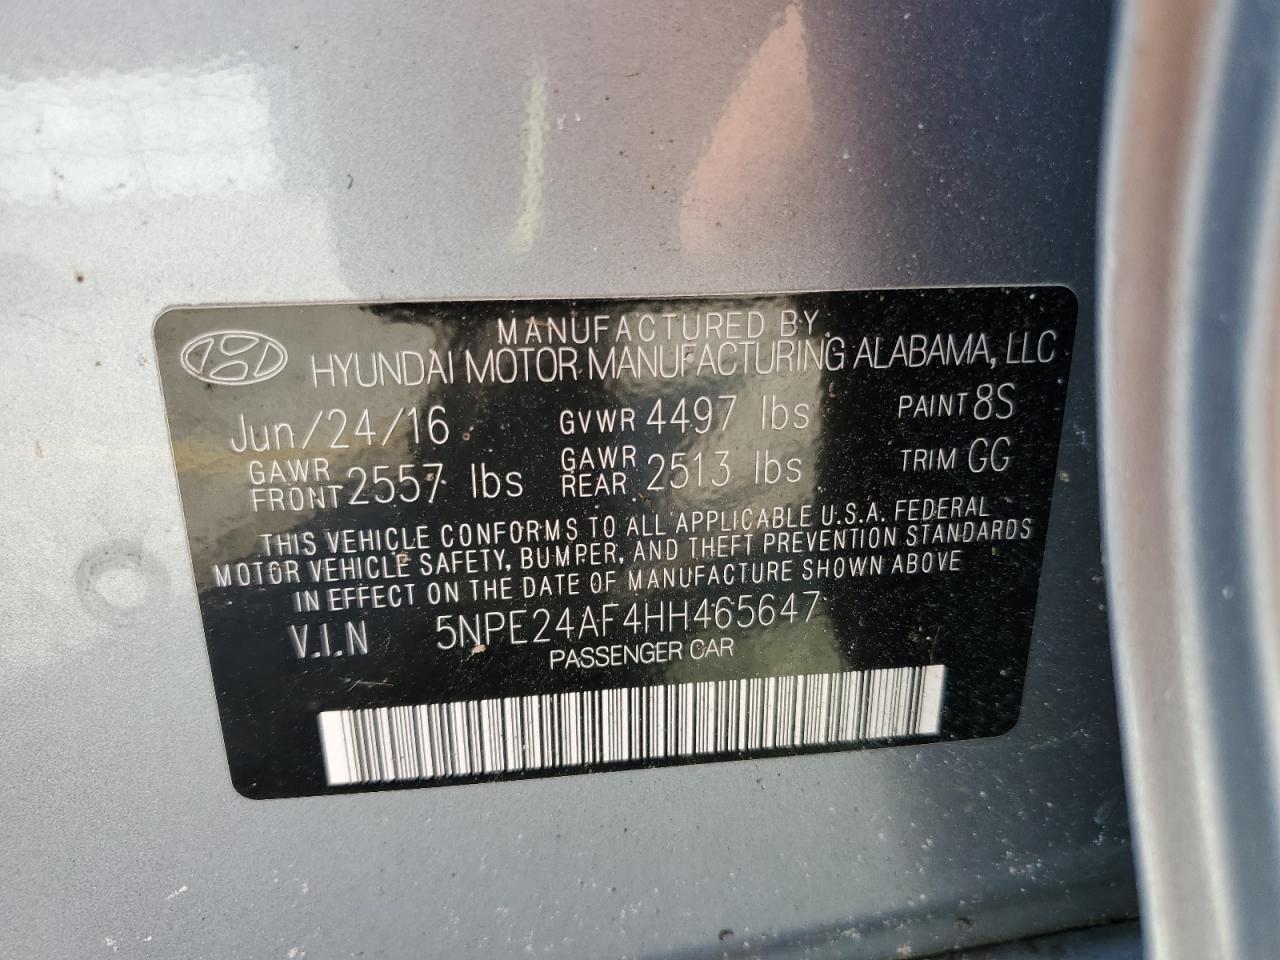 MANUFACTURED BY
HYUNDAI MOTOR MANUFACTURING ALABAMA, LLC
Jun/24/16 GVWR 4497 lbs PAINT 8S
GAWR FRONT 2557 lbs GAWR REAR 2513 lbs TRIM GG
THIS VEHICLE CONFORMS TO ALL APPLICABLE U.S.A. FEDERAL
MOTOR VEHICLE SAFETY, BUMPER, AND THEFT PREVENTION STANDARDS
IN EFFECT ON THE DATE OF MANUFACTURE SHOWN ABOVE
V.I.N 5NPE24AF4HH465647
PASSENGER CAR